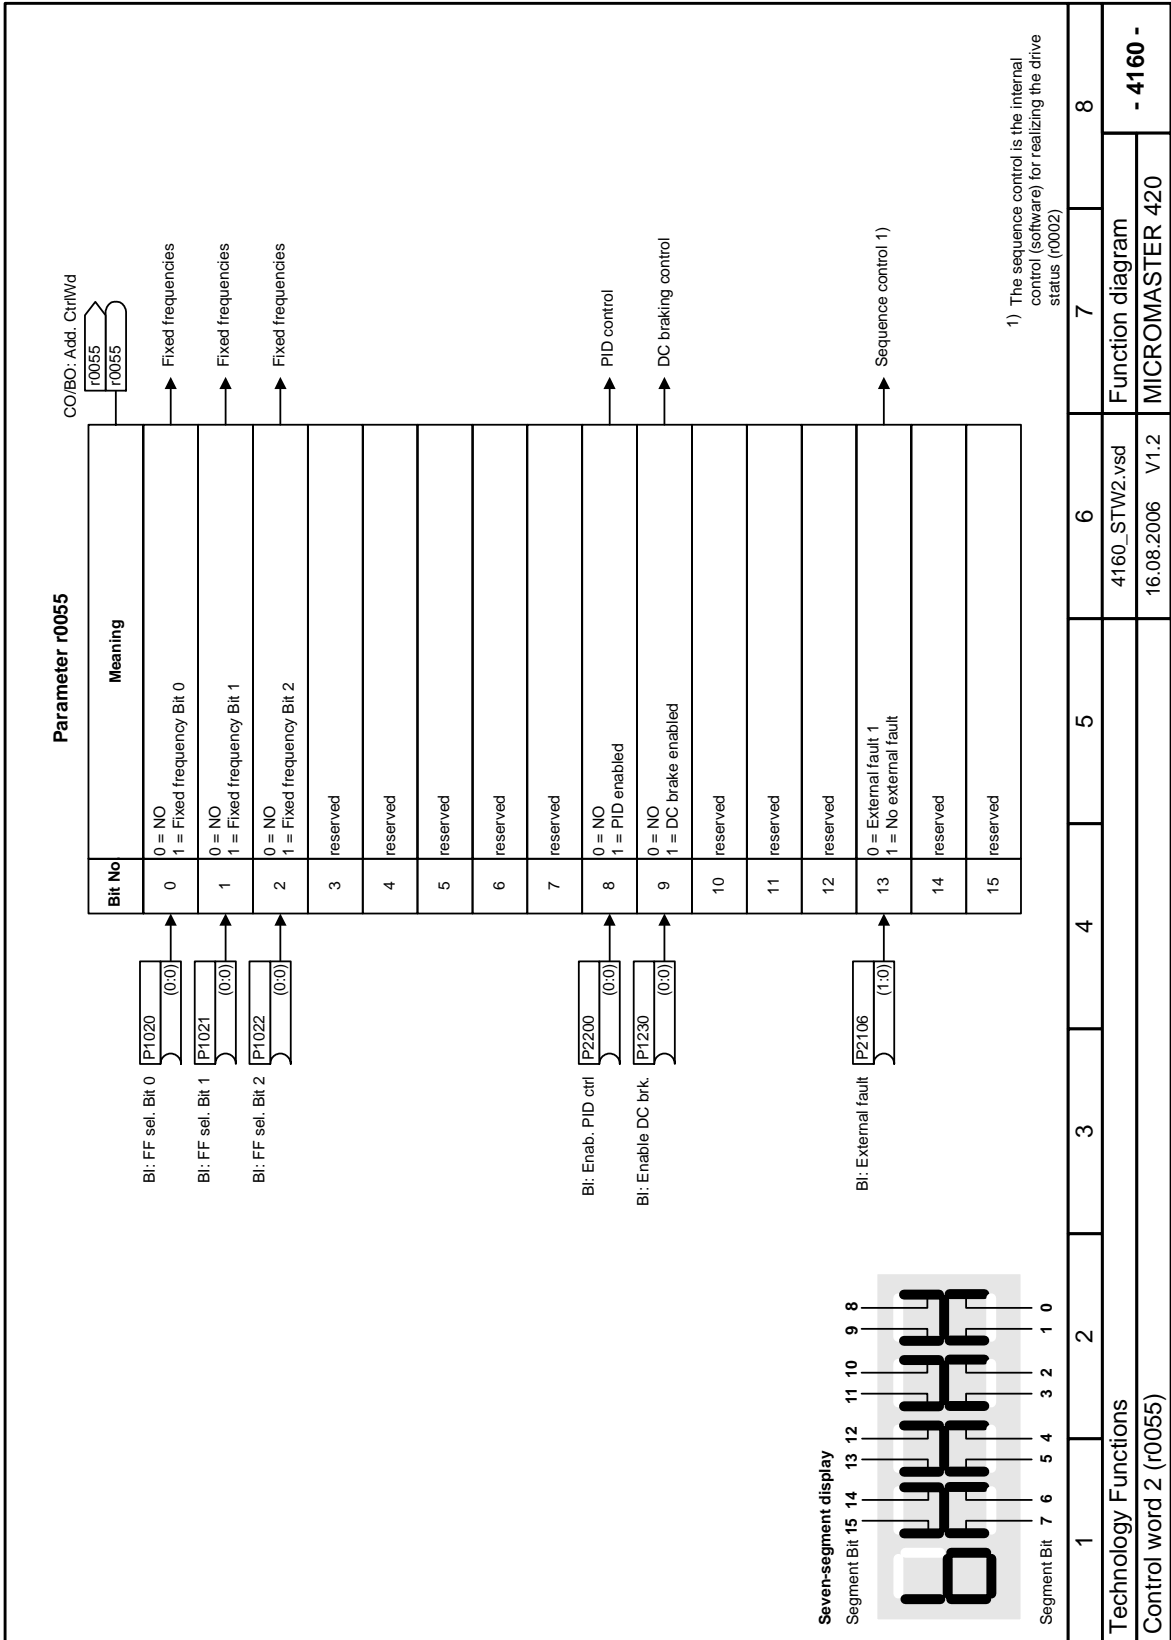 Parameter r0055
CO/BO: Add. CtrlWd
r0055
r0055
Bit No
Meaning
BI: FF sel. Bit 0
P1020
(0:0)
0
0 = NO
1 = Fixed frequency Bit 0
Fixed frequencies
BI: FF sel. Bit 1
P1021
(0:0)
1
0 = NO
1 = Fixed frequency Bit 1
Fixed frequencies
BI: FF sel. Bit 2
P1022
(0:0)
2
0 = NO
1 = Fixed frequency Bit 2
Fixed frequencies
3
reserved
4
reserved
5
reserved
6
reserved
7
reserved
BI: Enab. PID ctrl
P2200
(0:0)
8
0 = NO
1 = PID enabled
PID control
BI: Enable DC brk.
P1230
(0:0)
9
0 = NO
1 = DC brake enabled
DC braking control
10
reserved
11
reserved
12
reserved
BI: External fault
P2106
(1:0)
13
0 = External fault 1
1 = No external fault
Sequence control 1)
14
reserved
15
reserved
Seven-segment display
Segment Bit 15 14 13 12 11 10 9 8
Segment Bit 7 6 5 4 3 2 1 0
1) The sequence control is the internal
control (software) for realizing the drive
status (r0002)
1 2 3 4 5 6 7 8
Technology Functions
4160_STW2.vsd
Function diagram
- 4160 -
Control word 2 (r0055)
16.08.2006 V1.2
MICROMASTER 420